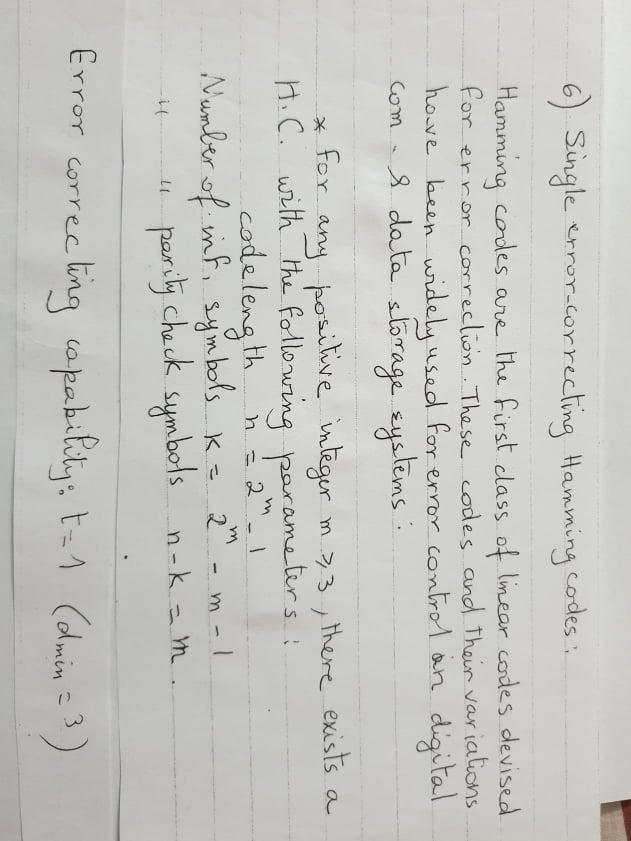 6) Single error-correcting Hamming codes:
Hamming codes are the first class of linear codes devised
for error correction. These codes and their variations
have been widely used for error control in digital
com. & data storage systems:
* for any positive integer m ⩾ 3, there exists a
H.C. with the following parameters:
code length n = 2^m - 1
Number of inf. symbols k = 2^m - m - 1
" " parity check symbols n - k = m.
Error correcting capability: t = 1 (dmin = 3)